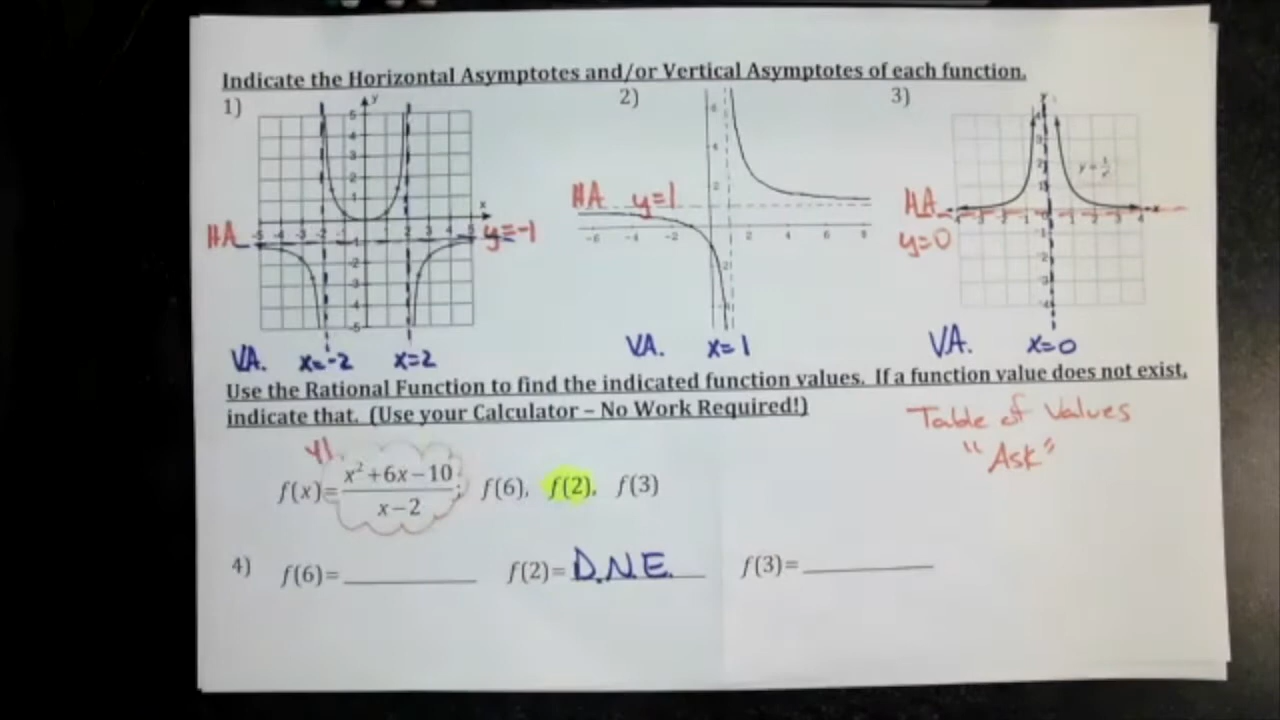 Indicate the Horizontal Asymptotes and/or Vertical Asymptotes of each function.
1) 2) 3)
HA y=-1
HA y=1
HA
y=0
VA. x=-2 x=2
VA. x=1
VA. x=0
Use the Rational Function to find the indicated function values. If a function value does not exist,
indicate that. (Use your Calculator – No Work Required!)
Table of Values
"Ask"
Y1.
f(x)= x²+6x−10 / x−2 ; f(6), f(2), f(3)
4) f(6)=__________ f(2)= D.N.E. f(3)=__________